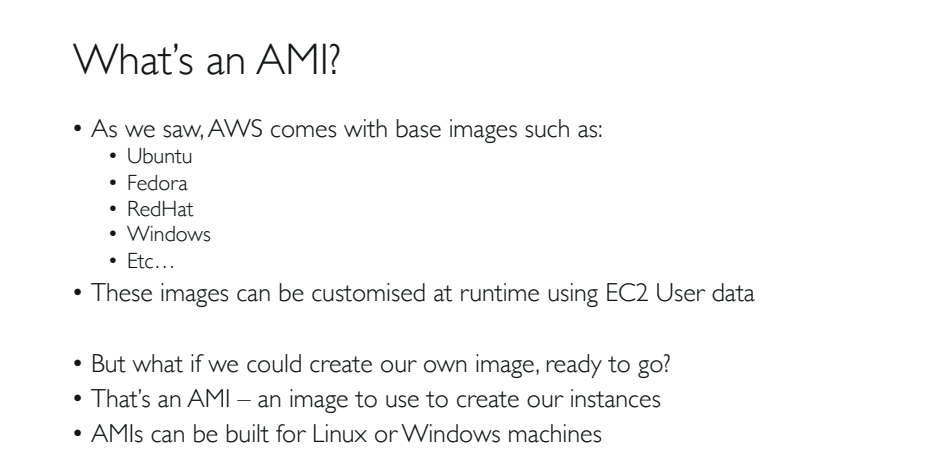 What's an AMI?
• As we saw, AWS comes with base images such as:
• Ubuntu
• Fedora
• RedHat
• Windows
• Etc…
• These images can be customised at runtime using EC2 User data
• But what if we could create our own image, ready to go?
• That's an AMI – an image to use to create our instances
• AMIs can be built for Linux or Windows machines